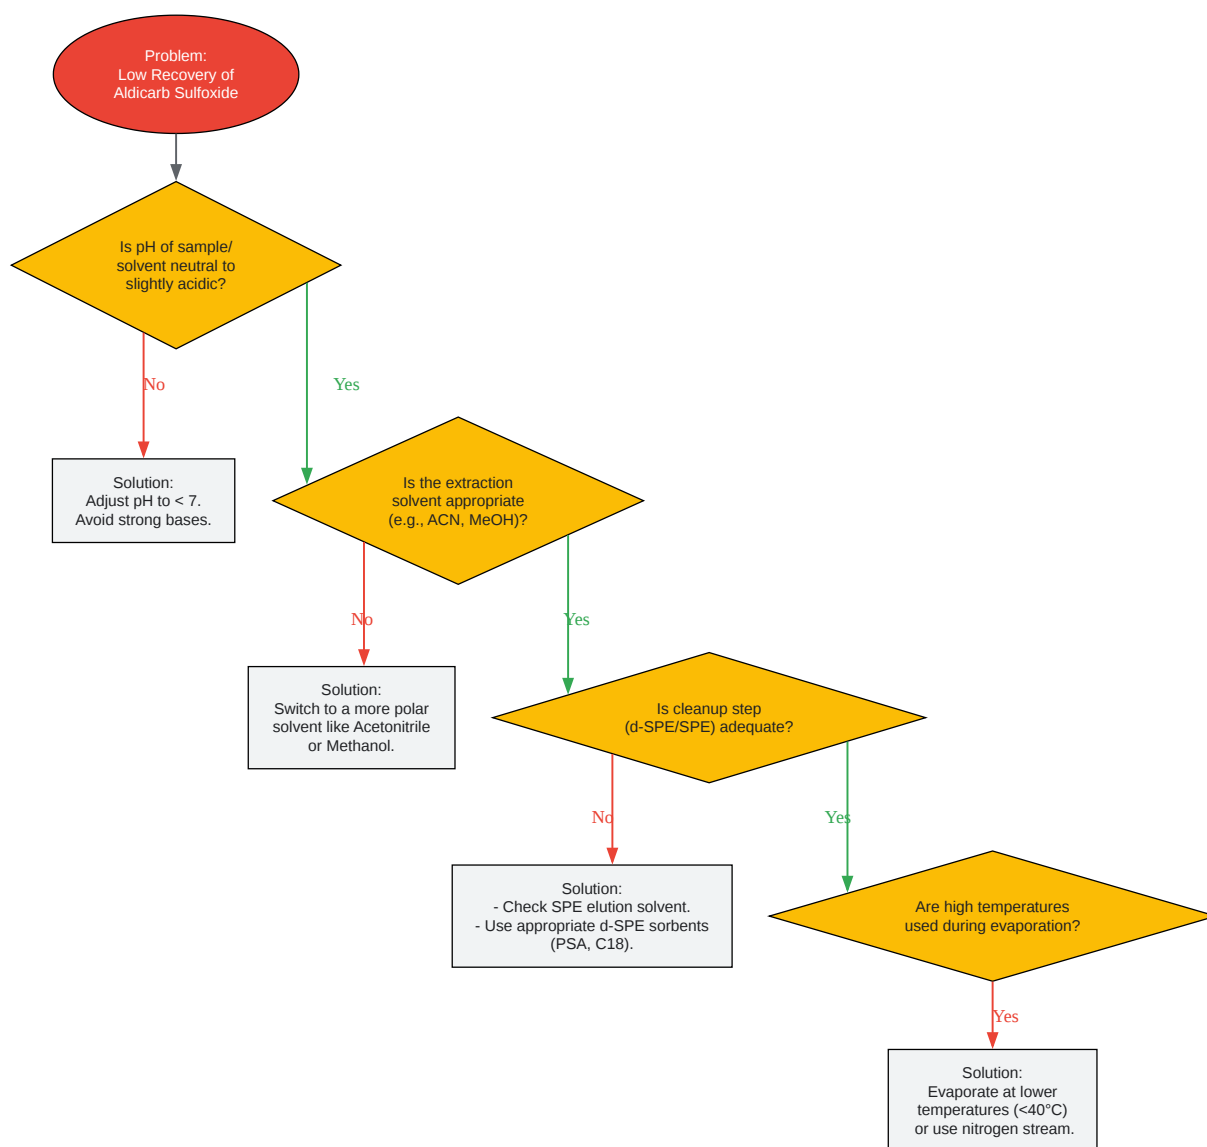 Problem:
Low Recovery of
Aldicarb Sulfoxide
Is pH of sample/
solvent neutral to
slightly acidic?
No
Yes
Solution:
Adjust pH to < 7.
Avoid strong bases.
Is the extraction
solvent appropriate
(e.g., ACN, MeOH)?
No
Yes
Solution:
Switch to a more polar
solvent like Acetonitrile
or Methanol.
Is cleanup step
(d-SPE/SPE) adequate?
No
Yes
Solution:
- Check SPE elution solvent.
- Use appropriate d-SPE sorbents
(PSA, C18).
Are high temperatures
used during evaporation?
Yes
Solution:
Evaporate at lower
temperatures (<40°C)
or use nitrogen stream.